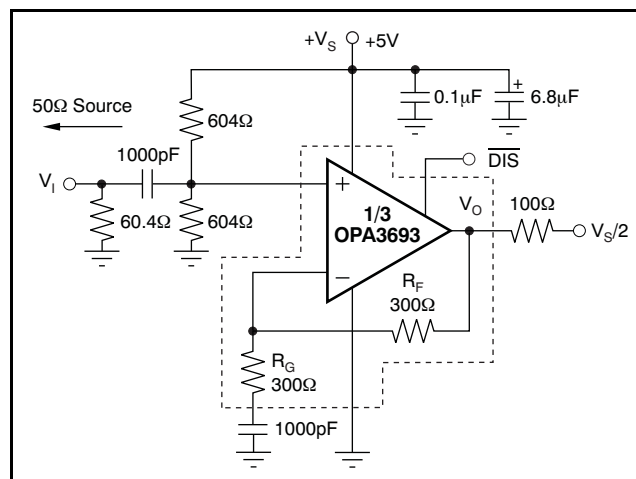 +V_S
+5V
50Ω Source
604Ω
0.1µF
+
6.8µF
1000pF
DIS
V_I
+
1/3
OPA3693
V_O
100Ω
60.4Ω
604Ω
V_S/2
−
R_F
300Ω
R_G
300Ω
1000pF